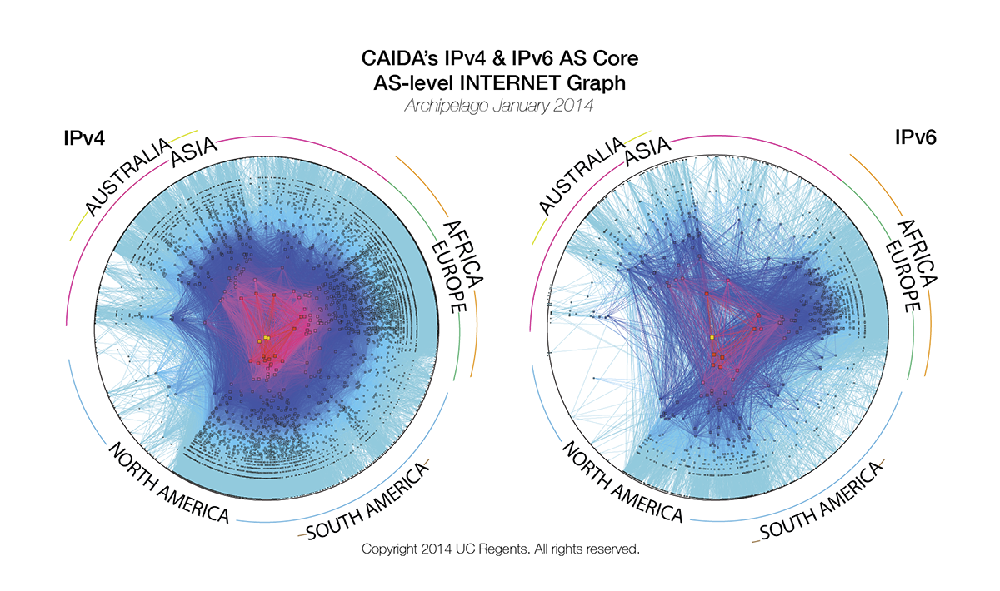 CAIDA's IPv4 & IPv6 AS Core
AS-level INTERNET Graph
Archipelago January 2014
IPv4
AUSTRALIA
ASIA
AFRICA
EUROPE
NORTH AMERICA
SOUTH AMERICA
IPv6
AUSTRALIA
ASIA
AFRICA
EUROPE
NORTH AMERICA
SOUTH AMERICA
Copyright 2014 UC Regents. All rights reserved.